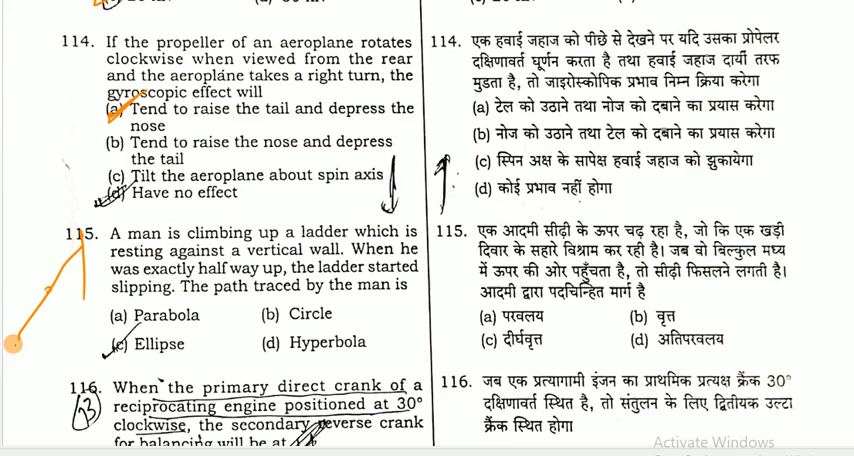 114. If the propeller of an aeroplane rotates
clockwise when viewed from the rear
and the aeroplane takes a right turn, the
gyroscopic effect will
(a) Tend to raise the tail and depress the
nose
(b) Tend to raise the nose and depress
the tail
(c) Tilt the aeroplane about spin axis
(d) Have no effect
115. A man is climbing up a ladder which is
resting against a vertical wall. When he
was exactly half way up, the ladder started
slipping. The path traced by the man is
(a) Parabola (b) Circle
(c) Ellipse (d) Hyperbola
116. When the primary direct crank of a
reciprocating engine positioned at 30°
clockwise, the secondary reverse crank
for balancing will be at
114. एक हवाई जहाज को पीछे से देखने पर यदि उसका प्रोपेलर
दक्षिणावर्त घूर्णन करता है तथा हवाई जहाज दायीं तरफ
मुडता है, तो जाइरोस्कोपिक प्रभाव निम्न क्रिया करेगा
(a) टेल को उठाने तथा नोज को दबाने का प्रयास करेगा
(b) नोज को उठाने तथा टेल को दबाने का प्रयास करेगा
(c) स्पिन अक्ष के सापेक्ष हवाई जहाज को झुकायेगा
(d) कोई प्रभाव नहीं होगा
115. एक आदमी सीढ़ी के ऊपर चढ़ रहा है, जो कि एक खड़ी
दिवार के सहारे विश्राम कर रही है। जब वो बिल्कुल मध्य
में ऊपर की ओर पहुँचता है, तो सीढ़ी फिसलने लगती है।
आदमी द्वारा पदचिन्हित मार्ग है
(a) परवलय (b) वृत्त
(c) दीर्घवृत्त (d) अतिपरवलय
116. जब एक प्रत्यागामी इंजन का प्राथमिक प्रत्यक्ष क्रैंक 30°
दक्षिणावर्त स्थित है, तो संतुलन के लिए द्वितीयक उल्टा
क्रैंक स्थित होगा
Activate Windows